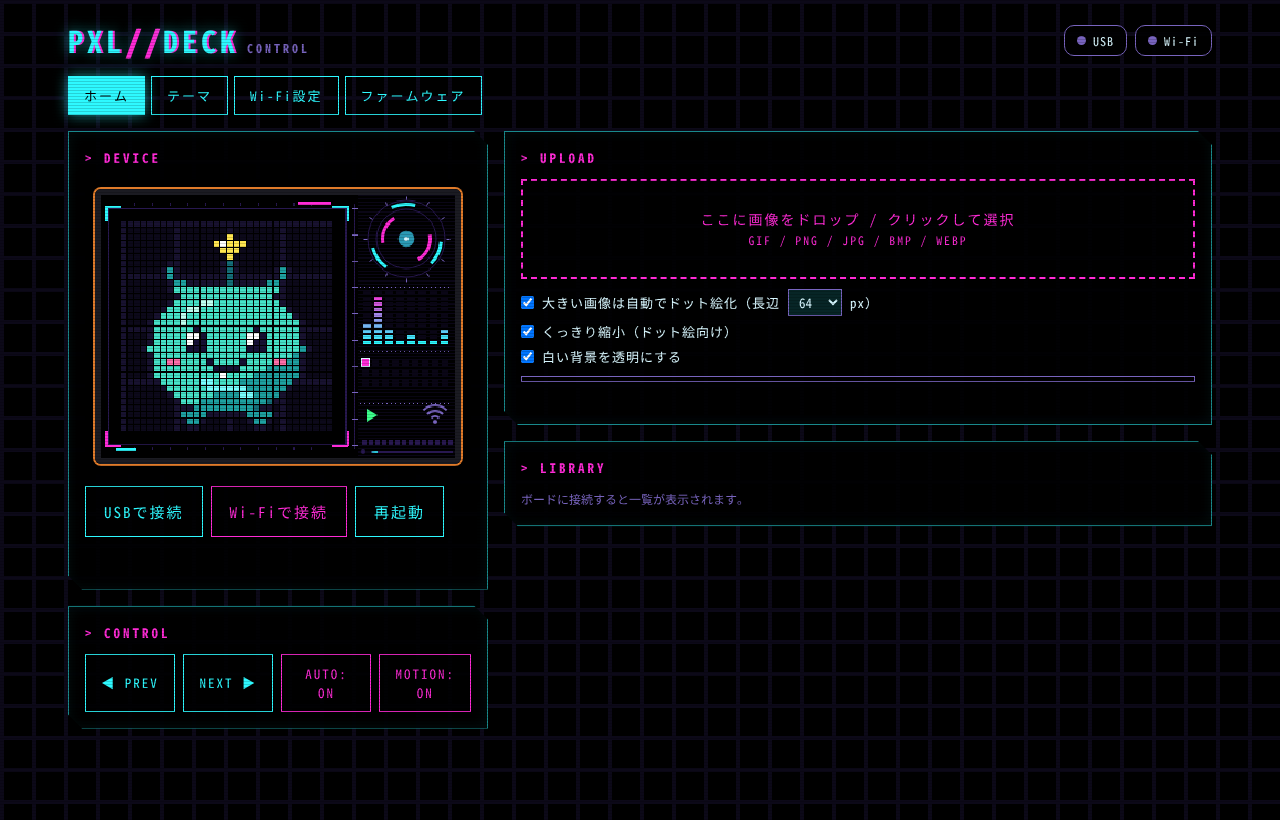 PXL//DECK CONTROL
USB
Wi-Fi
ホーム
テーマ
Wi-Fi設定
ファームウェア
> DEVICE
USBで接続
Wi-Fiで接続
再起動
> CONTROL
◀ PREV
NEXT ▶
AUTO:
ON
MOTION:
ON
> UPLOAD
ここに画像をドロップ / クリックして選択
GIF / PNG / JPG / BMP / WEBP
大きい画像は自動でドット絵化（長辺 64 px）
くっきり縮小（ドット絵向け）
白い背景を透明にする
> LIBRARY
ボードに接続すると一覧が表示されます。